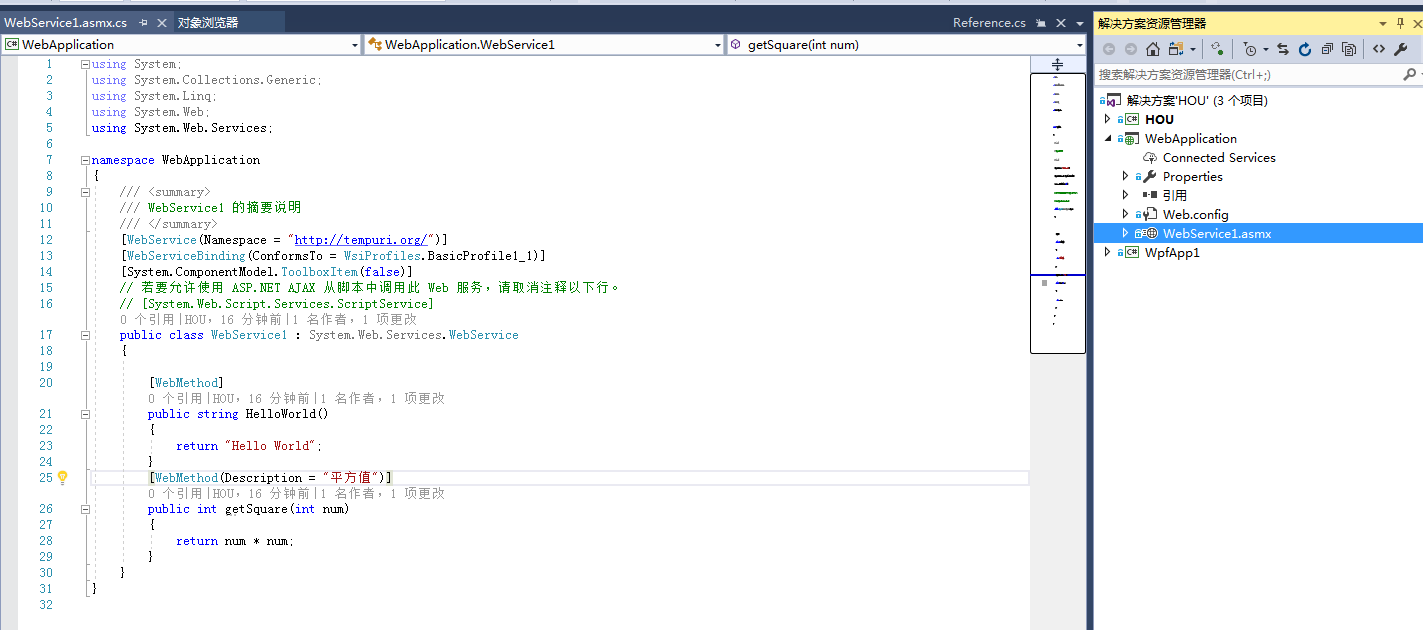 WebService1.asmx.cs
对象浏览器
Reference.cs
WebApplication
WebApplication.WebService1
getSquare(int num)
1 using System;
2 using System.Collections.Generic;
3 using System.Linq;
4 using System.Web;
5 using System.Web.Services;
6
7 namespace WebApplication
8 {
9 /// <summary>
10 /// WebService1 的摘要说明
11 /// </summary>
12 [WebService(Namespace = "http://tempuri.org/")]
13 [WebServiceBinding(ConformsTo = WsiProfiles.BasicProfile1_1)]
14 [System.ComponentModel.ToolboxItem(false)]
15 // 若要允许使用 ASP.NET AJAX 从脚本中调用此 Web 服务，请取消注释以下行。
16 // [System.Web.Script.Services.ScriptService]
0 个引用|HOU，16 分钟前|1 名作者，1 项更改
17 public class WebService1 : System.Web.Services.WebService
18 {
19
20 [WebMethod]
0 个引用|HOU，16 分钟前|1 名作者，1 项更改
21 public string HelloWorld()
22 {
23 return "Hello World";
24 }
25 [WebMethod(Description = "平方值")]
0 个引用|HOU，16 分钟前|1 名作者，1 项更改
26 public int getSquare(int num)
27 {
28 return num * num;
29 }
30 }
31 }
32
解决方案资源管理器
搜索解决方案资源管理器(Ctrl+;)
解决方案'HOU' (3 个项目)
C# HOU
WebApplication
Connected Services
Properties
引用
Web.config
WebService1.asmx
C# WpfApp1